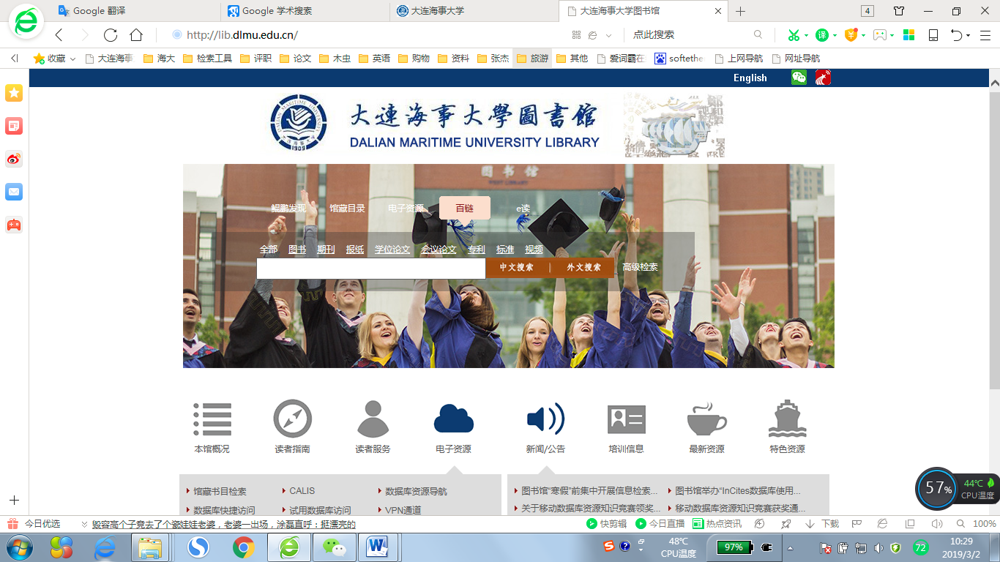 Google 翻译
Google 学术搜索
大连海事大学
大连海事大学图书馆
4
http://lib.dlmu.edu.cn/
点此搜索
译
收藏
大连海事
海大
检索工具
评职
论文
木虫
英语
购物
资料
张杰
旅游
其他
爱词霸在
softethe
上网导航
网址导航
English
DALIAN MARITIME UNIVERSITY
大连海事大学
1909
大連海事大學圖書館
DALIAN MARITIME UNIVERSITY LIBRARY
图书馆
鲲鹏发现
馆藏目录
电子资源
百链
e读
全部 图书 期刊 报纸 学位论文 会议论文 专利 标准 视频
中文搜索 | 外文搜索
高级检索
本馆概况
读者指南
读者服务
电子资源
新闻/公告
培训信息
最新资源
特色资源
馆藏书目检索
CALIS
数据库资源导航
图书馆“寒假”前集中开展信息检索...
图书馆举办“InCites数据库使用...
数据库快捷访问
试用数据库访问
VPN通道
关于移动数据库资源知识竞赛领奖...
移动数据库资源知识竞赛获奖通...
57%
44℃
CPU温度
今日优选
毁容高个子竟去了个瓷娃娃老婆，老婆一出场，涂磊直呼：挺漂亮的
快剪辑
今日直播
热点资讯
下载
100%
48℃
CPU温度
97%
72
10:29
2019/3/2